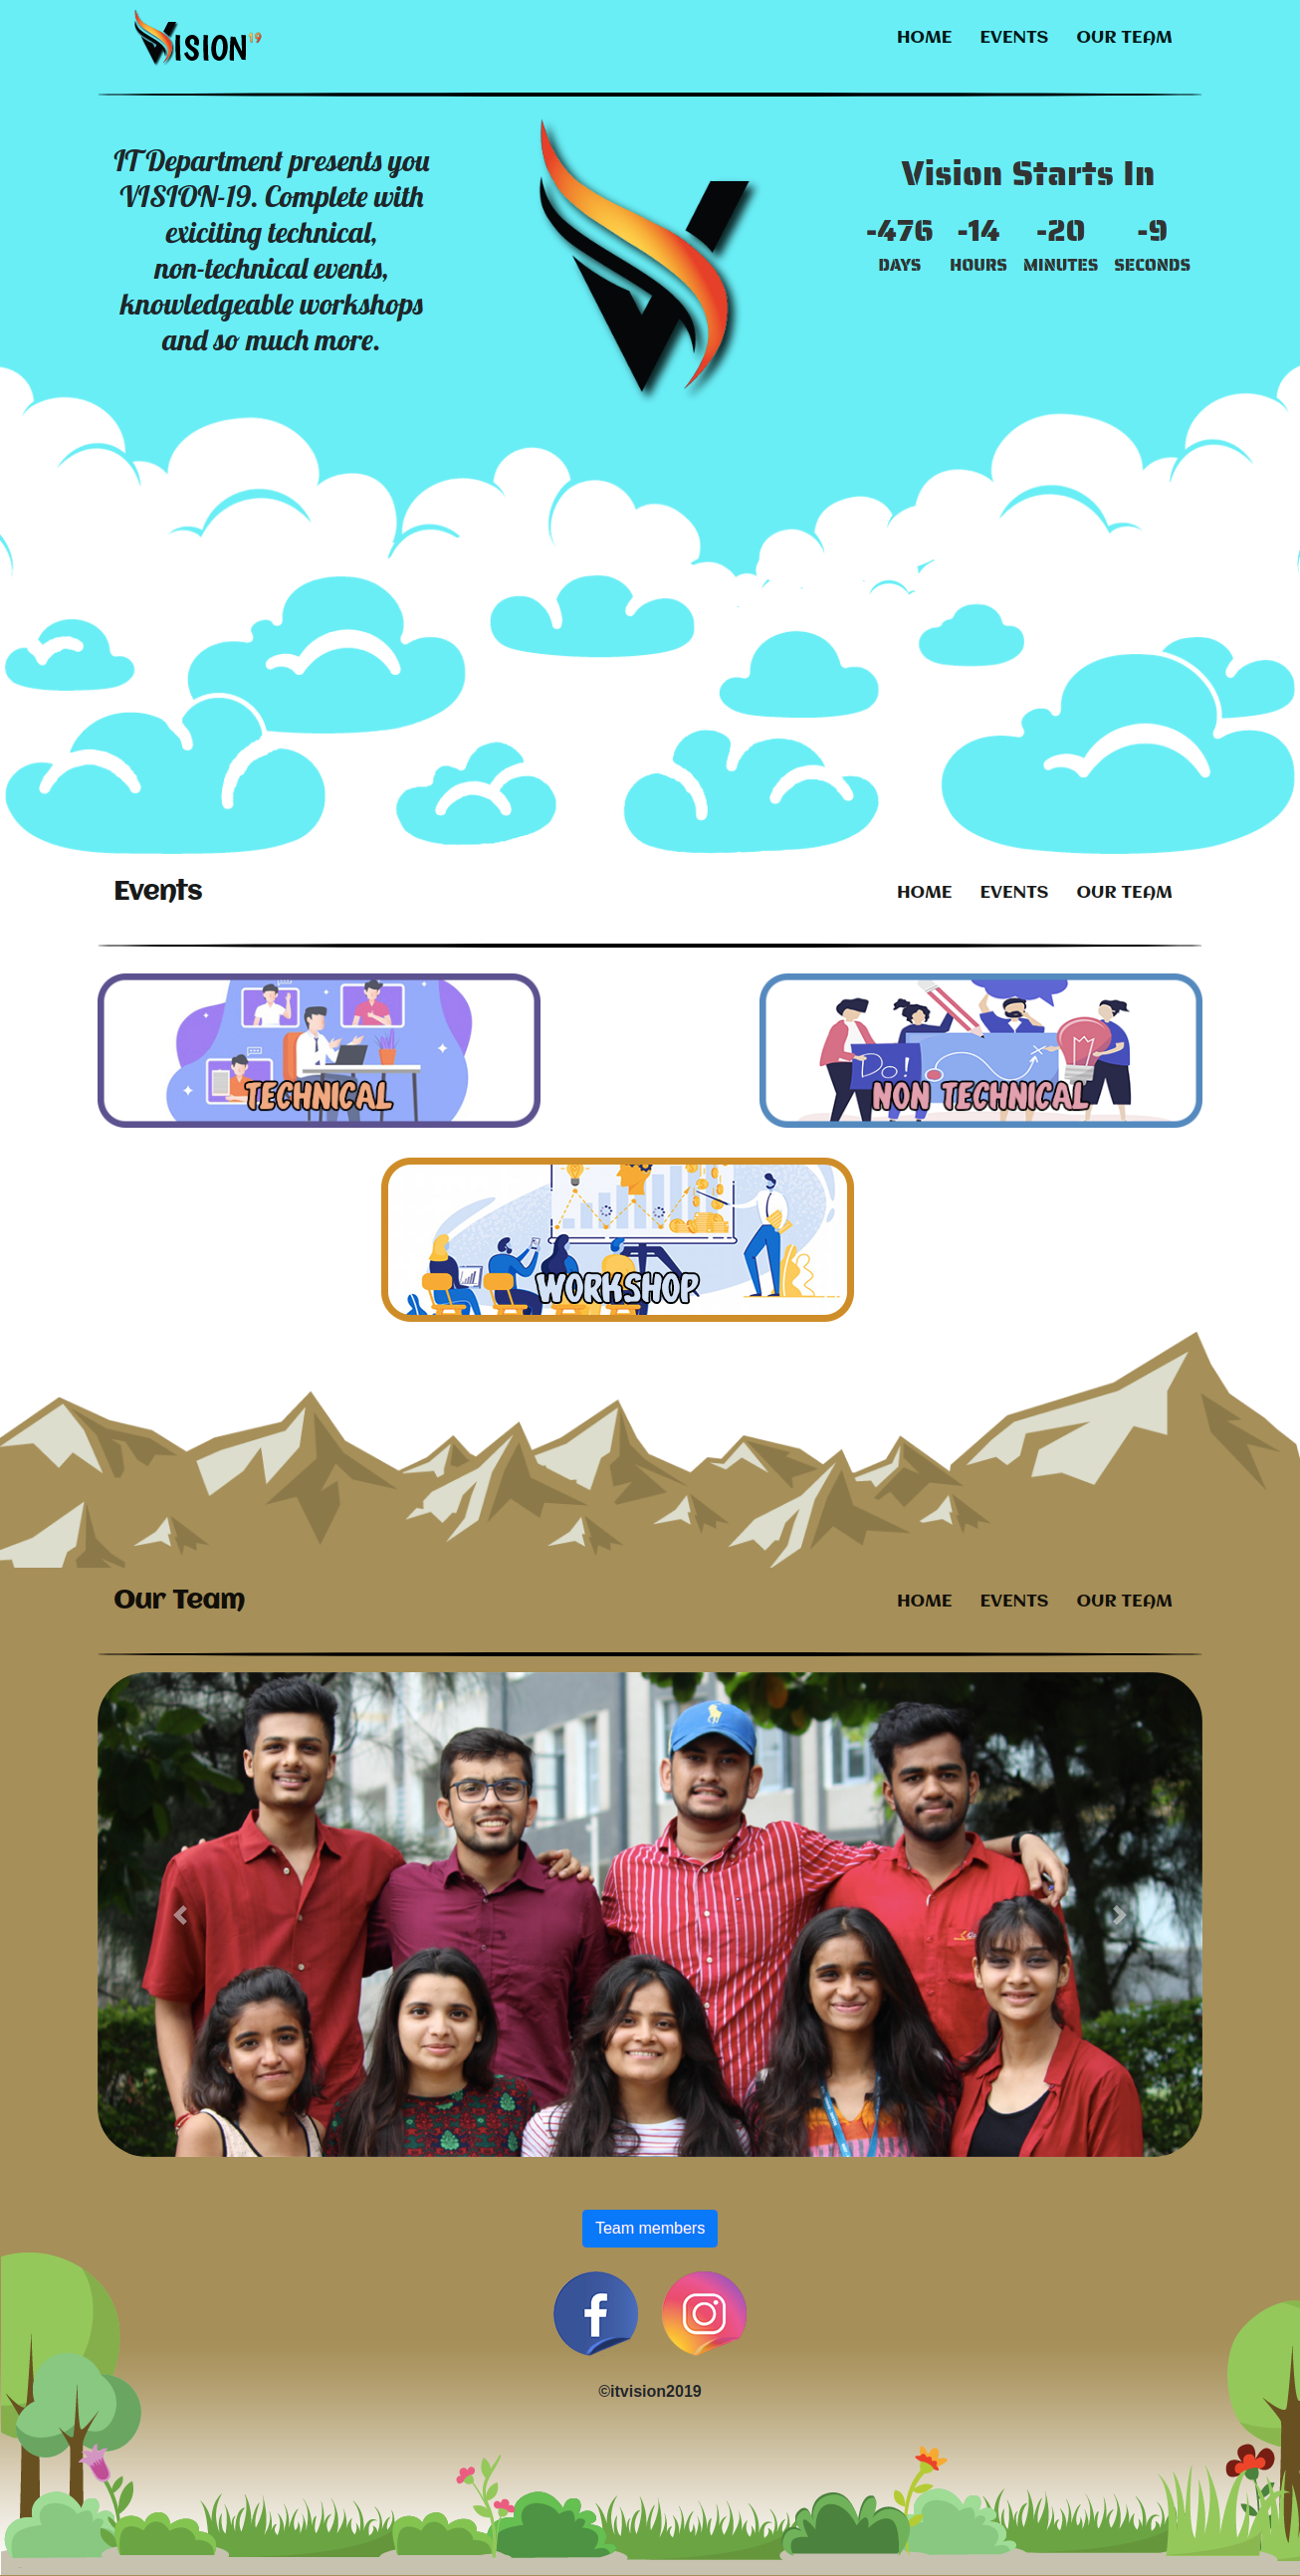 VISION 19
HOME EVENTS OUR TEAM
IT Department presents you
VISION-19. Complete with
exiciting technical,
non-technical events,
knowledgeable workshops
and so much more.
Vision Starts In
-476 -14 -20 -9
DAYS HOURS MINUTES SECONDS
Events
HOME EVENTS OUR TEAM
TECHNICAL
DO!
NON TECHNICAL
WORKSHOP
Our Team
HOME EVENTS OUR TEAM
Team members
©itvision2019